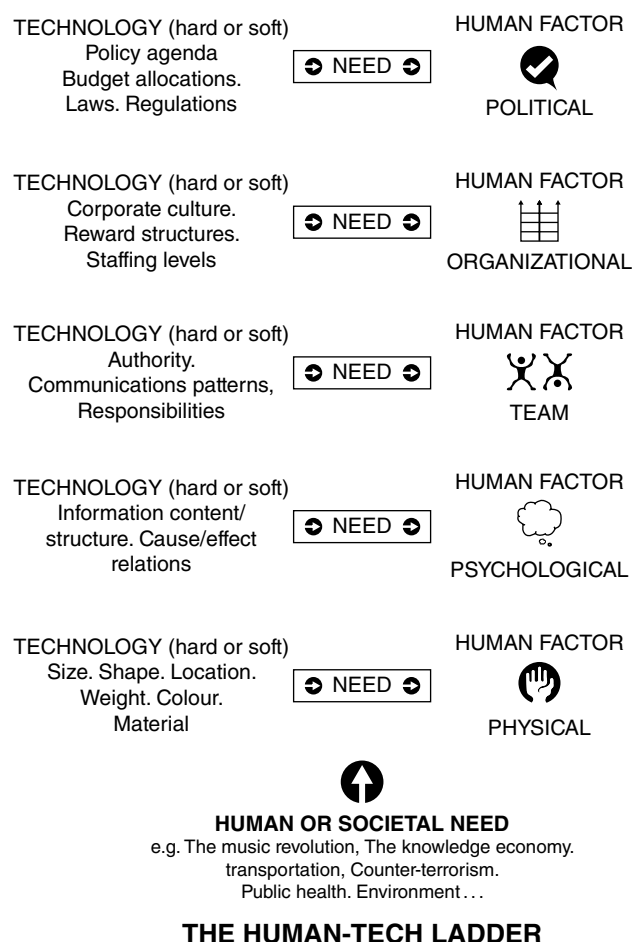 TECHNOLOGY (hard or soft)
Policy agenda
Budget allocations.
Laws. Regulations
NEED
HUMAN FACTOR
POLITICAL
TECHNOLOGY (hard or soft)
Corporate culture.
Reward structures.
Staffing levels
NEED
HUMAN FACTOR
ORGANIZATIONAL
TECHNOLOGY (hard or soft)
Authority.
Communications patterns,
Responsibilities
NEED
HUMAN FACTOR
TEAM
TECHNOLOGY (hard or soft)
Information content/
structure. Cause/effect
relations
NEED
HUMAN FACTOR
PSYCHOLOGICAL
TECHNOLOGY (hard or soft)
Size. Shape. Location.
Weight. Colour.
Material
NEED
HUMAN FACTOR
PHYSICAL
HUMAN OR SOCIETAL NEED
e.g. The music revolution, The knowledge economy.
transportation, Counter-terrorism.
Public health. Environment...
THE HUMAN-TECH LADDER